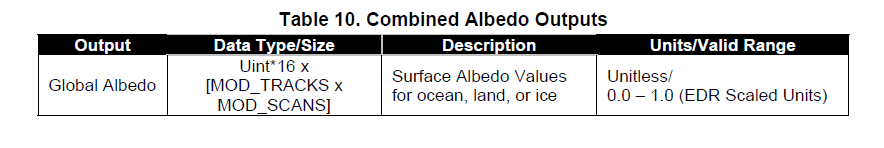 Table 10. Combined Albedo Outputs
Output Data Type/Size Description Units/Valid Range
Global Albedo
Uint*16 x
[MOD_TRACKS x
MOD_SCANS]
Surface Albedo Values
for ocean, land, or ice
Unitless/
0.0 – 1.0 (EDR Scaled Units)